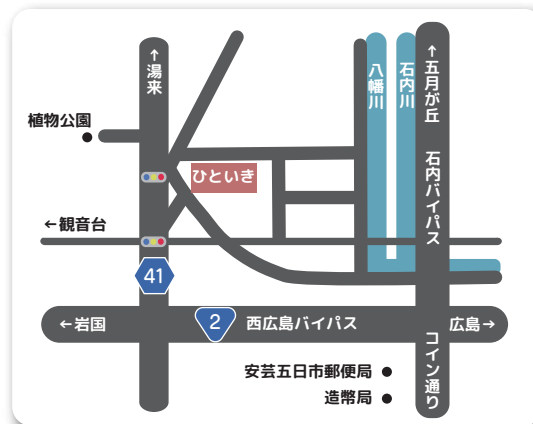 ↑湯来
八幡川
石内川
↑五月が丘
植物公園
石内バイパス
ひといき
←観音台
41
←岩国
2
西広島バイパス
広島→
コイン通り
安芸五日市郵便局
造幣局